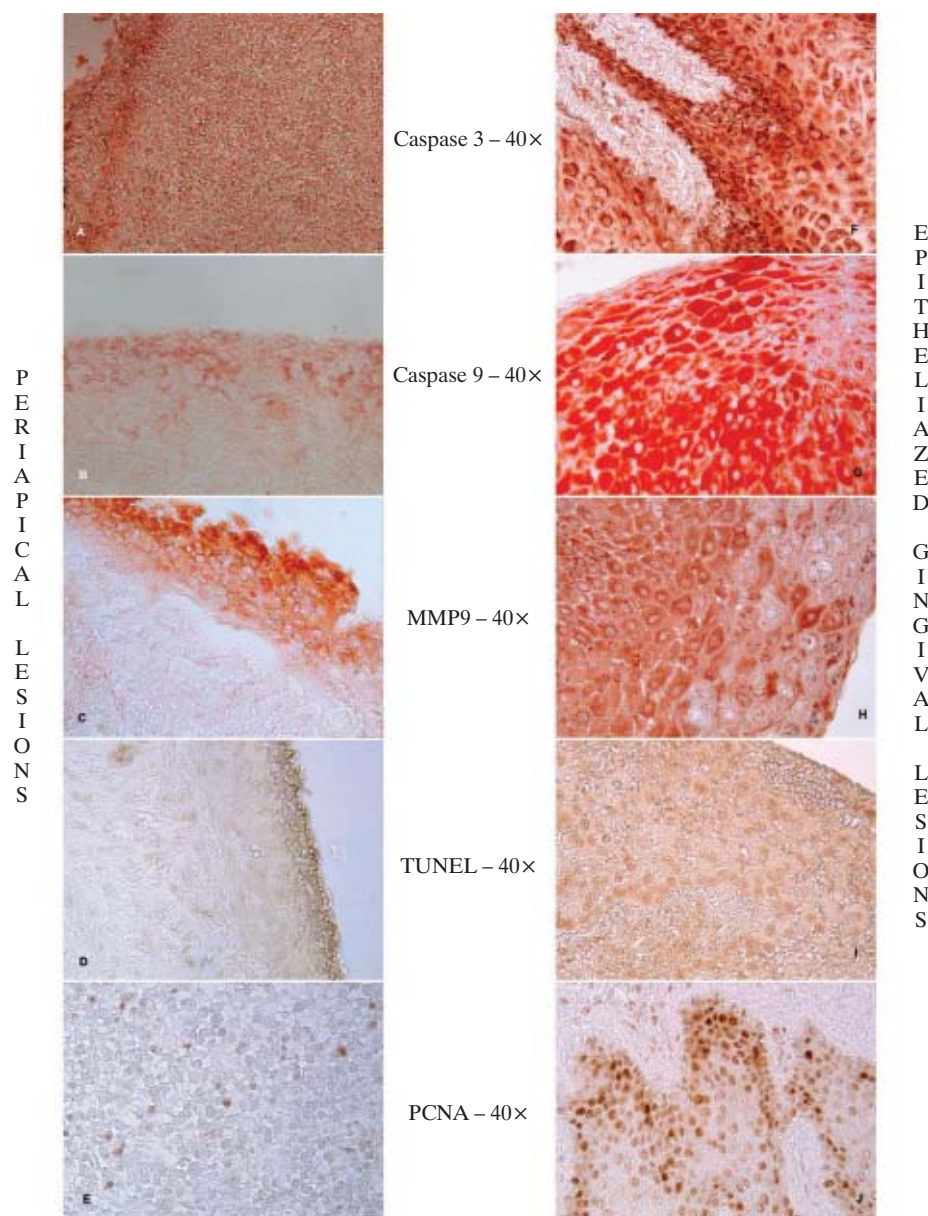 PERIAPICAL LESIONS
A
Caspase 3 – 40×
F
B
Caspase 9 – 40×
G
C
MMP9 – 40×
H
D
TUNEL – 40×
I
E
PCNA – 40×
J
EPITHELIAZED GINGIVAL LESIONS